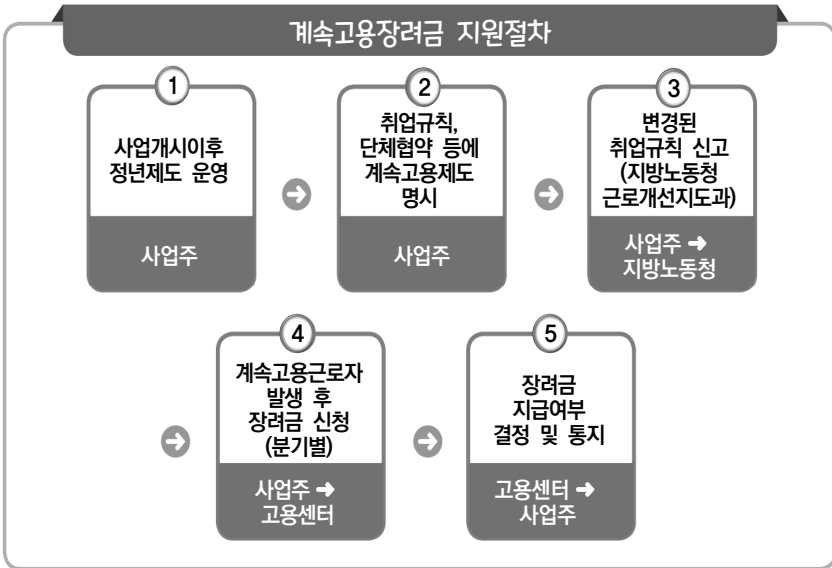 계속고용장려금 지원절차
1
사업개시이후
정년제도 운영
사업주
➔
2
취업규칙,
단체협약 등에
계속고용제도
명시
사업주
➔
3
변경된
취업규칙 신고
(지방노동청
근로개선지도과)
사업주 ➔
지방노동청
➔
4
계속고용근로자
발생 후
장려금 신청
(분기별)
사업주 ➔
고용센터
➔
5
장려금
지급여부
결정 및 통지
고용센터 ➔
사업주